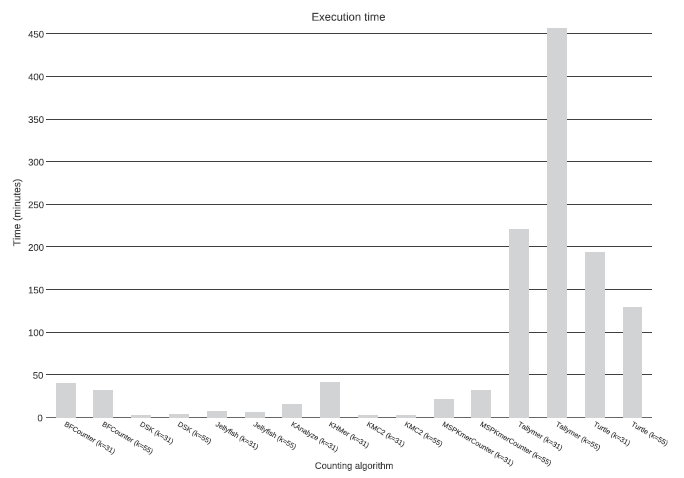 Execution time
450
400
350
300
250
200
150
100
50
0
Time (minutes)
BFCounter (k=31)
BFCounter (k=55)
DSK (k=31)
DSK (k=55)
Jellyfish (k=31)
Jellyfish (k=55)
KAnalyze (k=31)
KHMer (k=31)
KMC2 (k=31)
KMC2 (k=55)
MSPKmerCounter (k=31)
MSPKmerCounter (k=55)
Tallymer (k=31)
Tallymer (k=55)
Turtle (k=31)
Turtle (k=55)
Counting algorithm